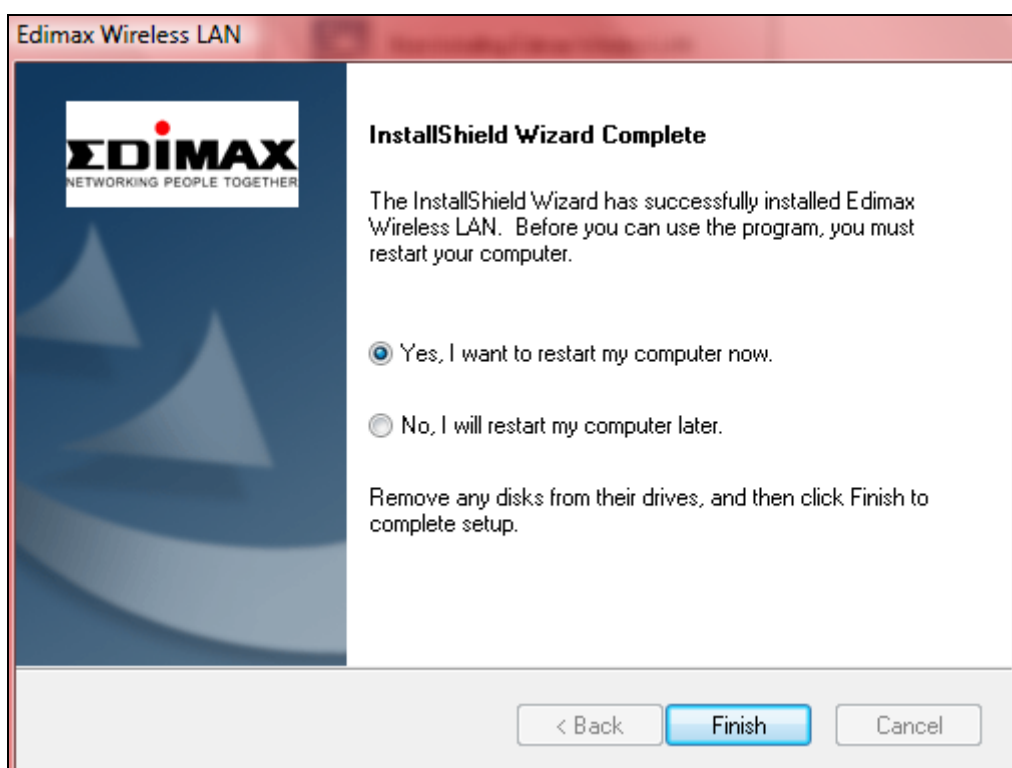 Edimax Wireless LAN
EDIMAX
NETWORKING PEOPLE TOGETHER
InstallShield Wizard Complete
The InstallShield Wizard has successfully installed Edimax
Wireless LAN.  Before you can use the program, you must
restart your computer.
Yes, I want to restart my computer now.
No, I will restart my computer later.
Remove any disks from their drives, and then click Finish to
complete setup.
< Back
Finish
Cancel